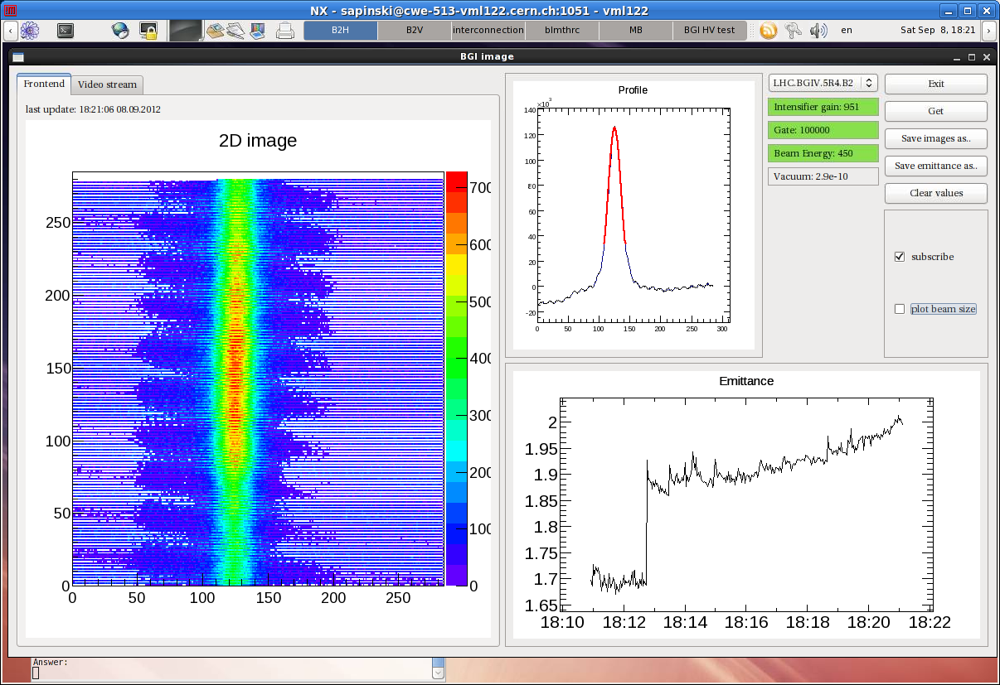 NX - sapinski@cwe-513-vml122.cern.ch:1051 - vml122
B2H B2V interconnection blmthrc MB BGI HV test en Sat Sep 8, 18:21
BGI image
Frontend Video stream
last update: 18:21:06 08.09.2012
2D image
250
200
150
100
50
0
0 50 100 150 200 250
700
600
500
400
300
200
100
0
Profile
×10³
140
120
100
80
60
40
20
0
-20
0 50 100 150 200 250 300
LHC.BGIV.5R4.B2
Intensifier gain: 951
Gate: 100000
Beam Energy: 450
Vacuum: 2.9e-10
Exit
Get
Save images as..
Save emittance as..
Clear values
subscribe
plot beam size
Emittance
2
1.95
1.9
1.85
1.8
1.75
1.7
1.65
18:10 18:12 18:14 18:16 18:18 18:20 18:22
Answer: